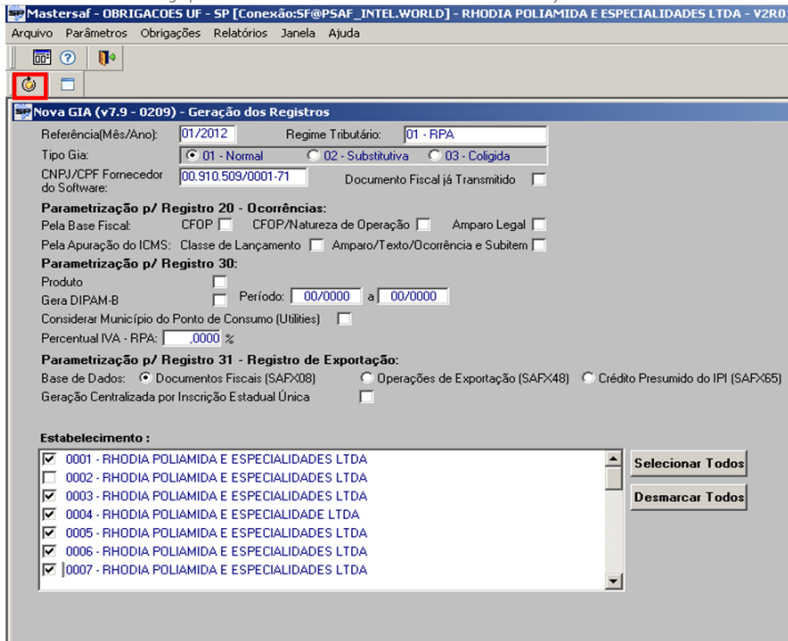 Mastersaf - OBRIGACOES UF - SP [Conexão:SF@PSAF_INTEL.WORLD] - RHODIA POLIAMIDA E ESPECIALIDADES LTDA - V2R0
Arquivo Parâmetros Obrigações Relatórios Janela Ajuda
SP Nova GIA (v7.9 - 0209) - Geração dos Registros
Referência(Mês/Ano): 01/2012 Regime Tributário: 01 - RPA
Tipo Gia: 01 - Normal 02 - Substitutiva 03 - Coligida
CNPJ/CPF Fornecedor do Software: 00.910.509/0001-71 Documento Fiscal já Transmitido
Parametrização p/ Registro 20 - Ocorrências:
Pela Base Fiscal: CFOP CFOP/Natureza de Operação Amparo Legal
Pela Apuração do ICMS: Classe de Lançamento Amparo/Texto/Ocorrência e Subitem
Parametrização p/ Registro 30:
Produto
Gera DIPAM-B Período: 00/0000 a 00/0000
Considerar Município do Ponto de Consumo (Utilities)
Percentual IVA - RPA: ,0000 %
Parametrização p/ Registro 31 - Registro de Exportação:
Base de Dados: Documentos Fiscais (SAFX08) Operações de Exportação (SAFX48) Crédito Presumido do IPI (SAFX65)
Geração Centralizada por Inscrição Estadual Única
Estabelecimento :
0001 - RHODIA POLIAMIDA E ESPECIALIDADES LTDA
0002 - RHODIA POLIAMIDA E ESPECIALIDADES LTDA
0003 - RHODIA POLIAMIDA E ESPECIALIDADES LTDA
0004 - RHODIA POLIAMIDA E ESPECIALIDADE LTDA
0005 - RHODIA POLIAMIDA E ESPECIALIDADES LTDA
0006 - RHODIA POLIAMIDA E ESPECIALIDADES LTDA
0007 - RHODIA POLIAMIDA E ESPECIALIDADES LTDA
Selecionar Todos
Desmarcar Todos